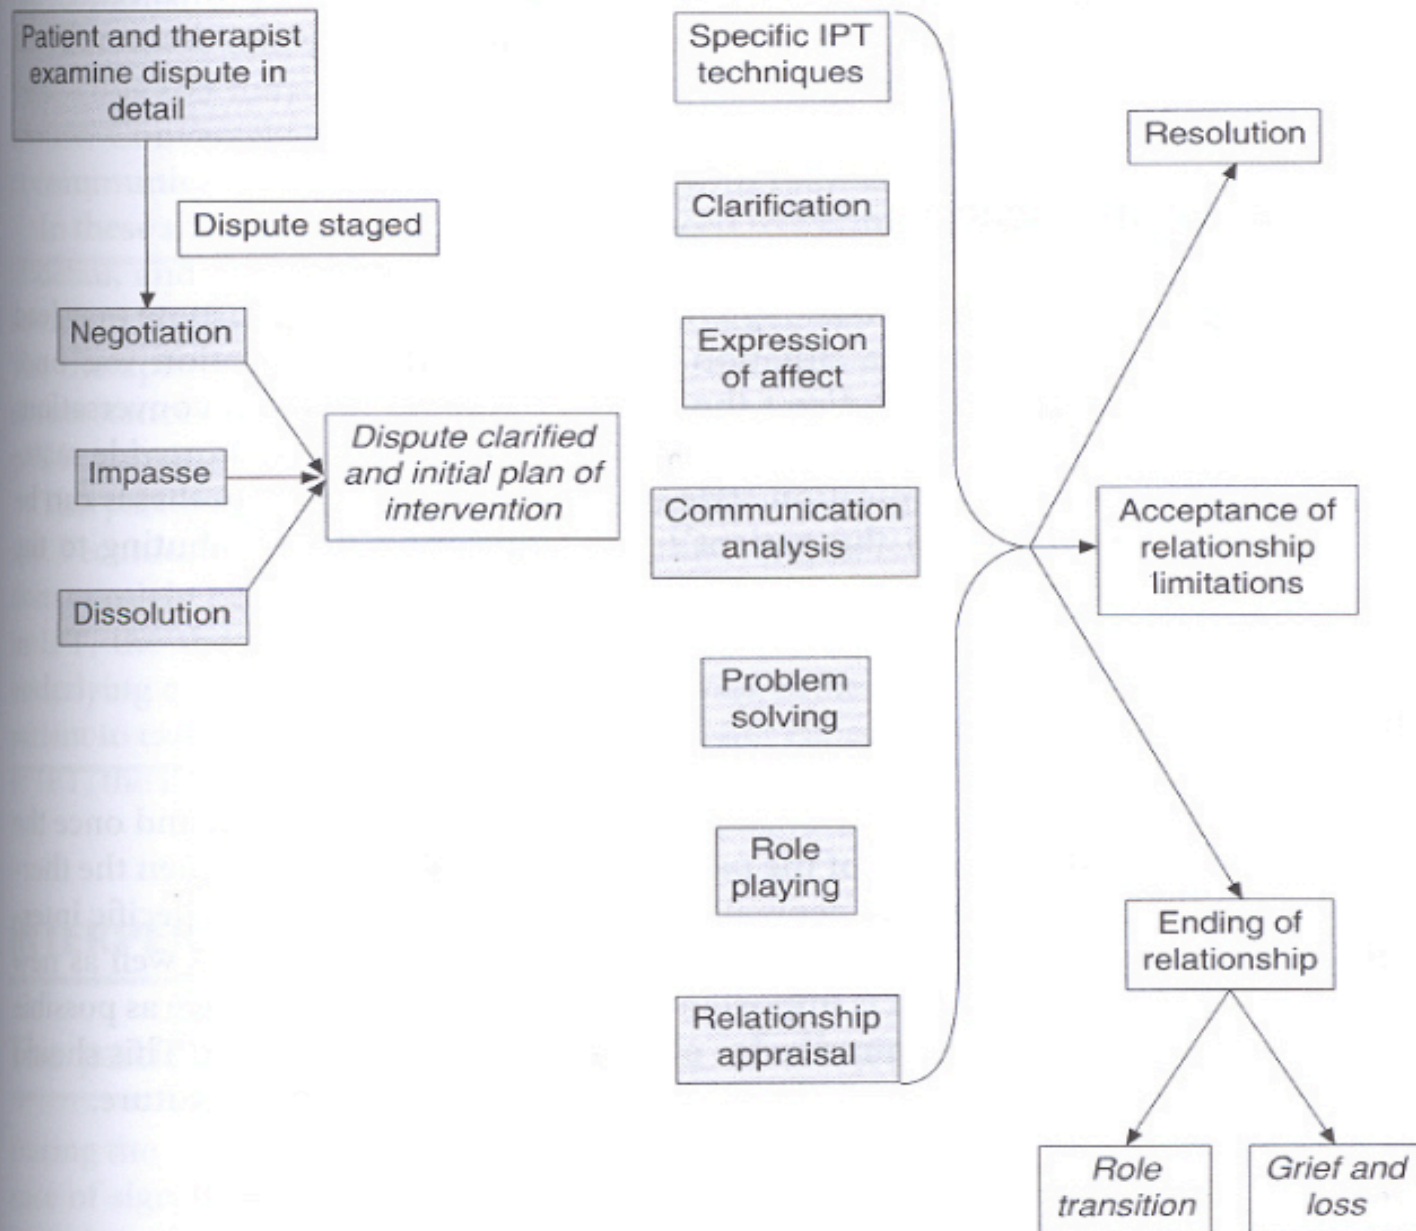 Patient and therapist
examine dispute in
detail
Dispute staged
Negotiation
Impasse
Dissolution
Dispute clarified
and initial plan of
intervention
Specific IPT
techniques
Clarification
Expression
of affect
Communication
analysis
Problem
solving
Role
playing
Relationship
appraisal
Resolution
Acceptance of
relationship
limitations
Ending of
relationship
Role
transition
Grief and
loss